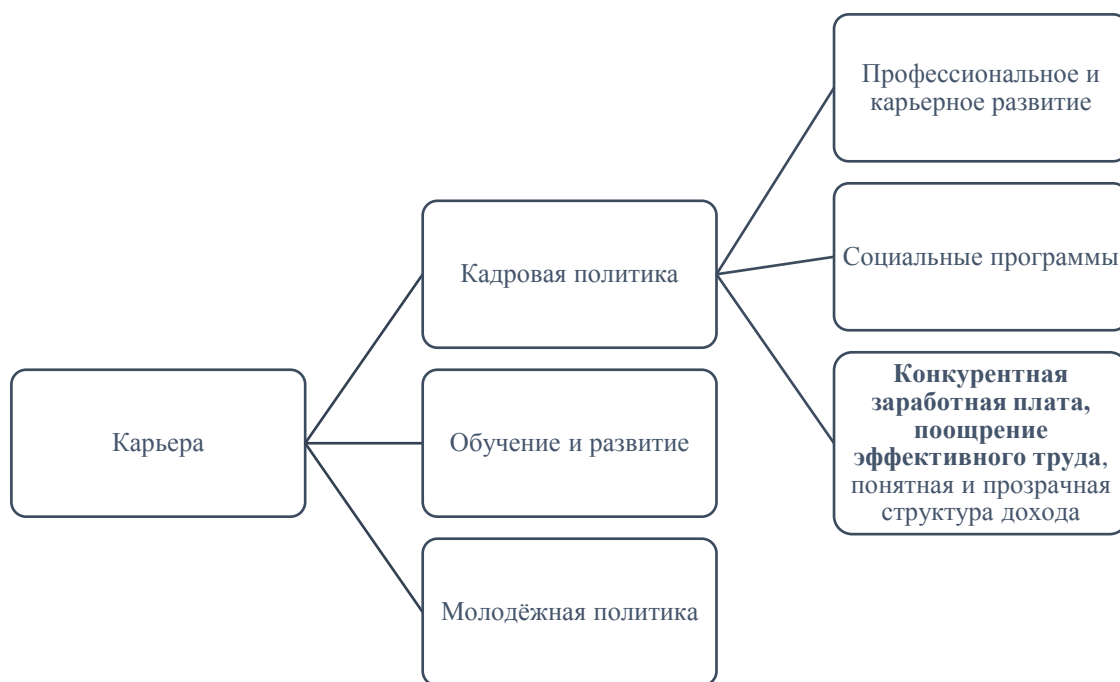 Профессиональное и
карьерное развитие
Кадровая политика
Социальные программы
Карьера
Обучение и развитие
Конкурентная
заработная плата,
поощрение
эффективного труда,
понятная и прозрачная
структура дохода
Молодёжная политика